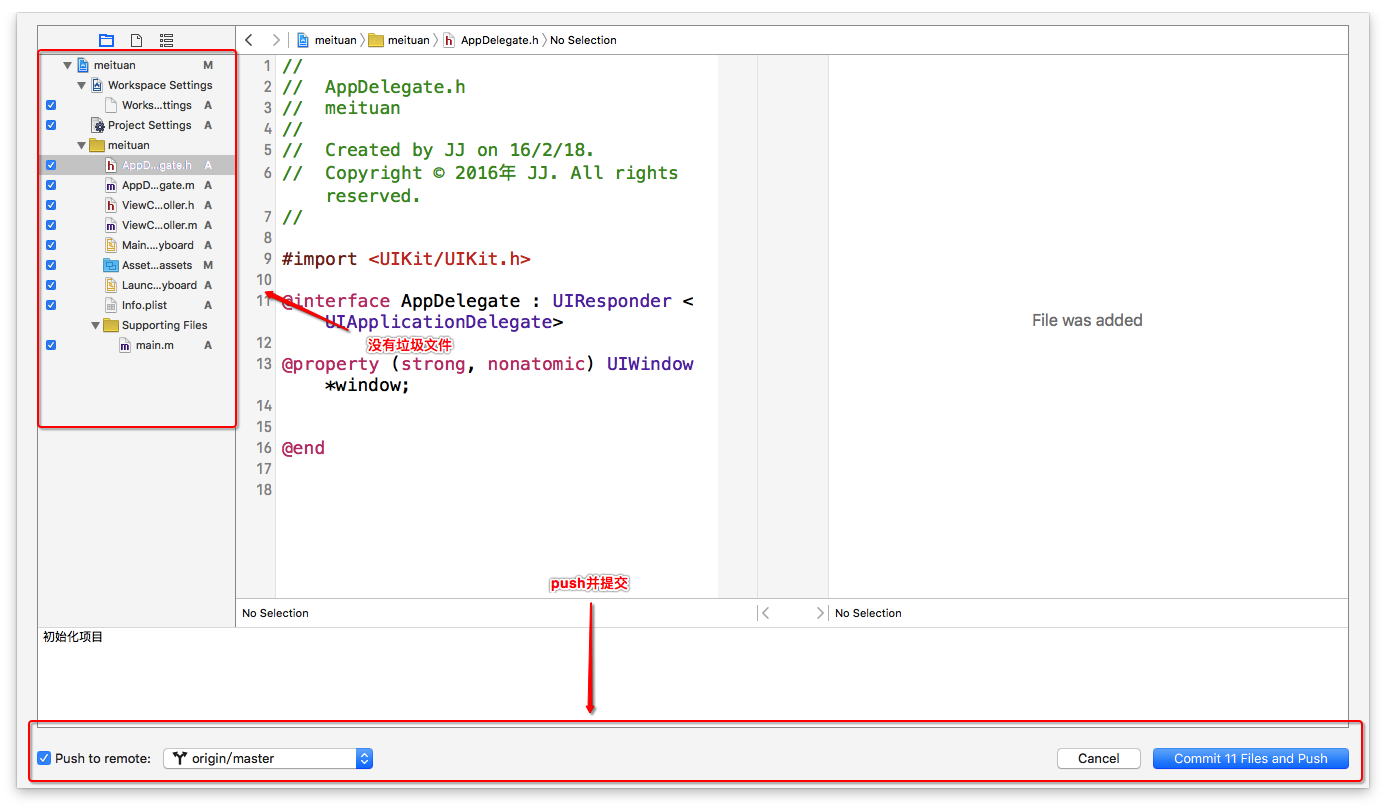 meituan 〉 meituan 〉 AppDelegate.h 〉 No Selection
meituan M
Workspace Settings
Works...ttings A
Project Settings A
meituan
AppD...gate.h A
AppD...gate.m A
ViewC...oller.h A
ViewC...oller.m A
Main....yboard A
Asset...assets M
Launc...yboard A
Info.plist A
Supporting Files
main.m A
1 //
2 // AppDelegate.h
3 // meituan
4 //
5 // Created by JJ on 16/2/18.
6 // Copyright © 2016年 JJ. All rights
reserved.
7 //
8
9 #import <UIKit/UIKit.h>
10
11 @interface AppDelegate : UIResponder <
UIApplicationDelegate>
没有垃圾文件
12
13 @property (strong, nonatomic) UIWindow
*window;
14
15
16 @end
17
18
File was added
push并提交
No Selection
No Selection
初始化项目
Push to remote: origin/master
Cancel
Commit 11 Files and Push